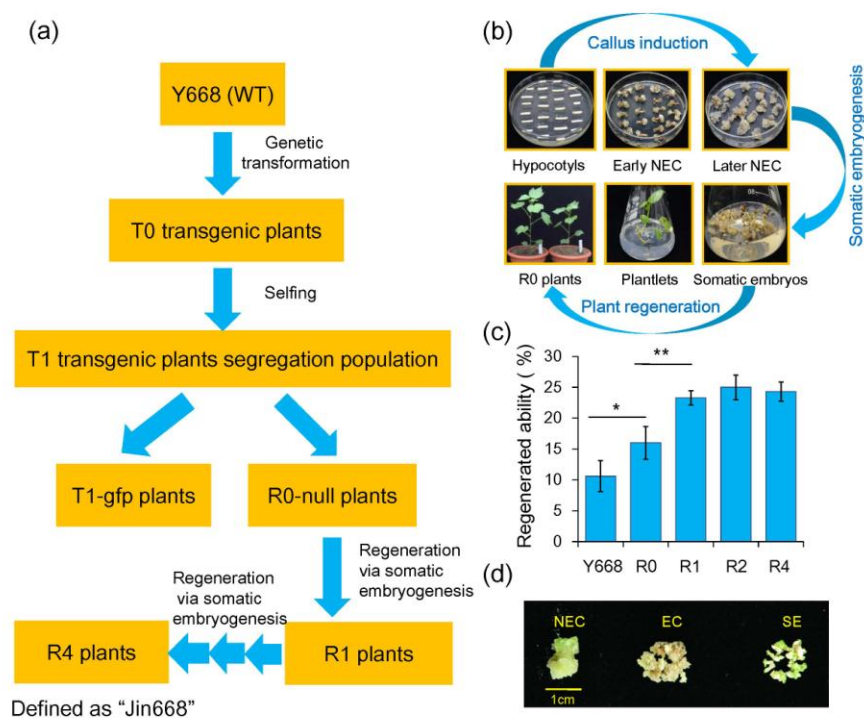 (a)
Y668 (WT)
Genetic
transformation
T0 transgenic plants
Selfing
T1 transgenic plants segregation population
T1-gfp plants
R0-null plants
Regeneration
via somatic
embryogenesis
Regeneration
via somatic
embryogenesis
R4 plants
R1 plants
Defined as “Jin668”
(b)
Callus induction
Hypocotyls
Early NEC
Later NEC
Somatic embryogenesis
R0 plants
Plantlets
Somatic embryos
Plant regeneration
(c)
Regenerated ability ( %)
30
25
20
15
10
5
0
*
**
Y668
R0
R1
R2
R4
(d)
NEC
EC
SE
1cm